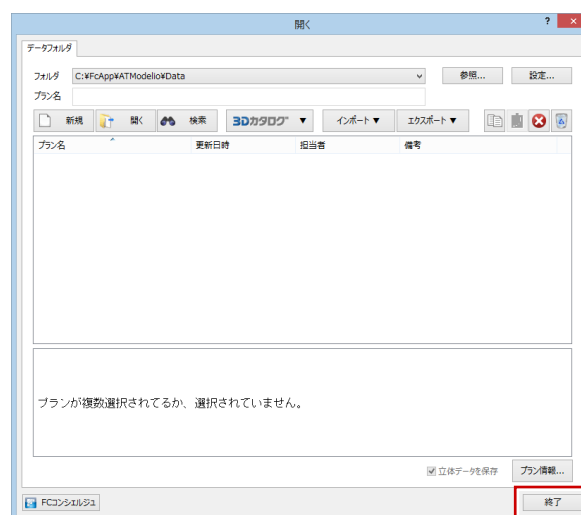 開く
?
データフォルダ
フォルダ C:¥FcApp¥ATModelio¥Data 参照... 設定...
プラン名
新規 開く 検索 3Dカタログ ▼ インポート▼ エクスポート▼
プラン名 更新日時 担当者 備考
プランが複数選択されてるか、選択されていません。
立体データを保存 プラン情報...
FCコンシェルジュ 終了